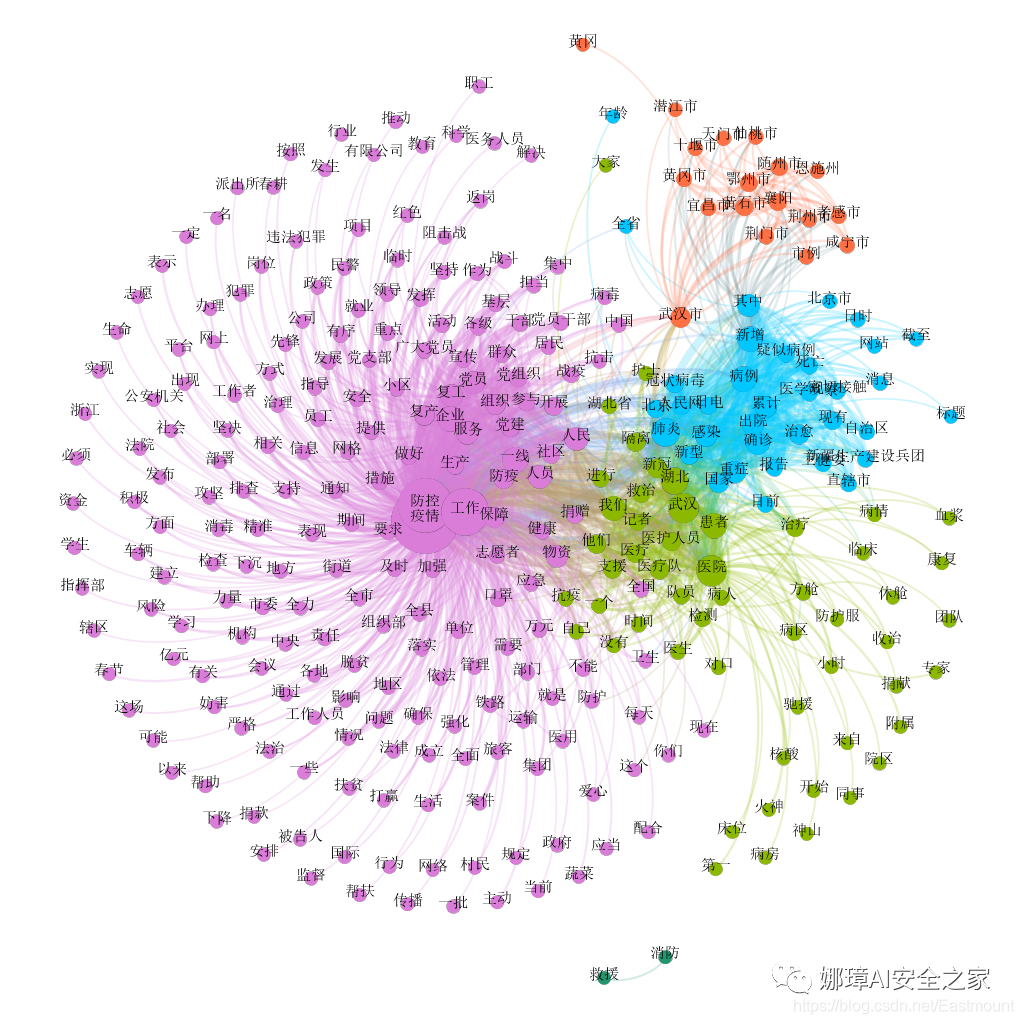 黄冈
职工
年龄
潜江市
推动
行业
科学
医务人员
教育
天门市
仙桃市
十堰市
按照
有限公司
解决
发生
大家
随州市
恩施州
派出所
春耕
黄冈市
鄂州市
返岗
宜昌市
黄石市
襄阳
一名
红色
荆州市
孝感市
项目
全省
一定
违法犯罪
阻击战
荆门市
咸宁市
表示
岗位
民警
临时
坚持
作为
战斗
集中
市例
志愿
犯罪
政策
领导
发挥
基层
担当
病毒
其中
北京市
办理
就业
武汉市
日时
生命
公司
有序
重点
活动
各级
干部
党员干部
中国
网上
先锋
广大党员
新增
截至
平台
发展
党支部
宣传
群众
居民
疑似病例
网站
实现
出现
方式
抗击
死亡
指导
小区
党员
党组织
战疫
护士
冠状病毒
病例
消息
公安机关
工作者
安全
复工
组织
参与
医学观察
密切接触
浙江
治理
员工
复产
企业
开展
湖北省
北京
人民网
日电
累计
标题
社会
坚决
提供
服务
党建
出院
现有
自治区
法院
相关
信息
网格
人民
隔离
肺炎
感染
确诊
治愈
必须
部署
做好
生产
一线
社区
新型
新疆生产建设兵团
发布
攻坚
排查
支持
通知
措施
防疫
人员
进行
新冠
湖北
重症
报告
国家
直辖市
资金
积极
防控
救治
目前
方面
消毒
精准
表现
期间
要求
疫情
工作
保障
捐赠
我们
记者
武汉
患者
治疗
病情
血浆
学生
车辆
检查
下沉
地方
街道
及时
加强
志愿者
健康
物资
他们
医疗
医护人员
临床
康复
指挥部
建立
支援
医疗队
医院
风险
力量
市委
全力
全市
口罩
应急
抗疫
一个
全国
队员
病人
方舱
休舱
辖区
学习
机构
中央
责任
组织部
全县
单位
万元
自己
时间
检测
病区
防护服
团队
春节
亿元
有关
会议
各地
脱贫
落实
需要
没有
医生
卫生
收治
这场
妨害
通过
影响
地区
依法
管理
部门
不能
对口
小时
专家
可能
严格
工作人员
问题
确保
强化
铁路
就是
运输
防护
每天
捐献
以来
法治
情况
法律
成立
全面
旅客
医用
现在
驰援
附属
帮助
一些
扶贫
打赢
生活
案件
集团
这个
你们
来自
院区
下降
捐款
爱心
核酸
开始
同事
安排
被告人
配合
火神
监督
国际
行为
网络
村民
规定
政府
应当
床位
神山
帮扶
传播
一批
主动
当前
蔬菜
第一
病房
消防
救援
娜璋AI安全之家
https://blog.csdn.net/Eastmount